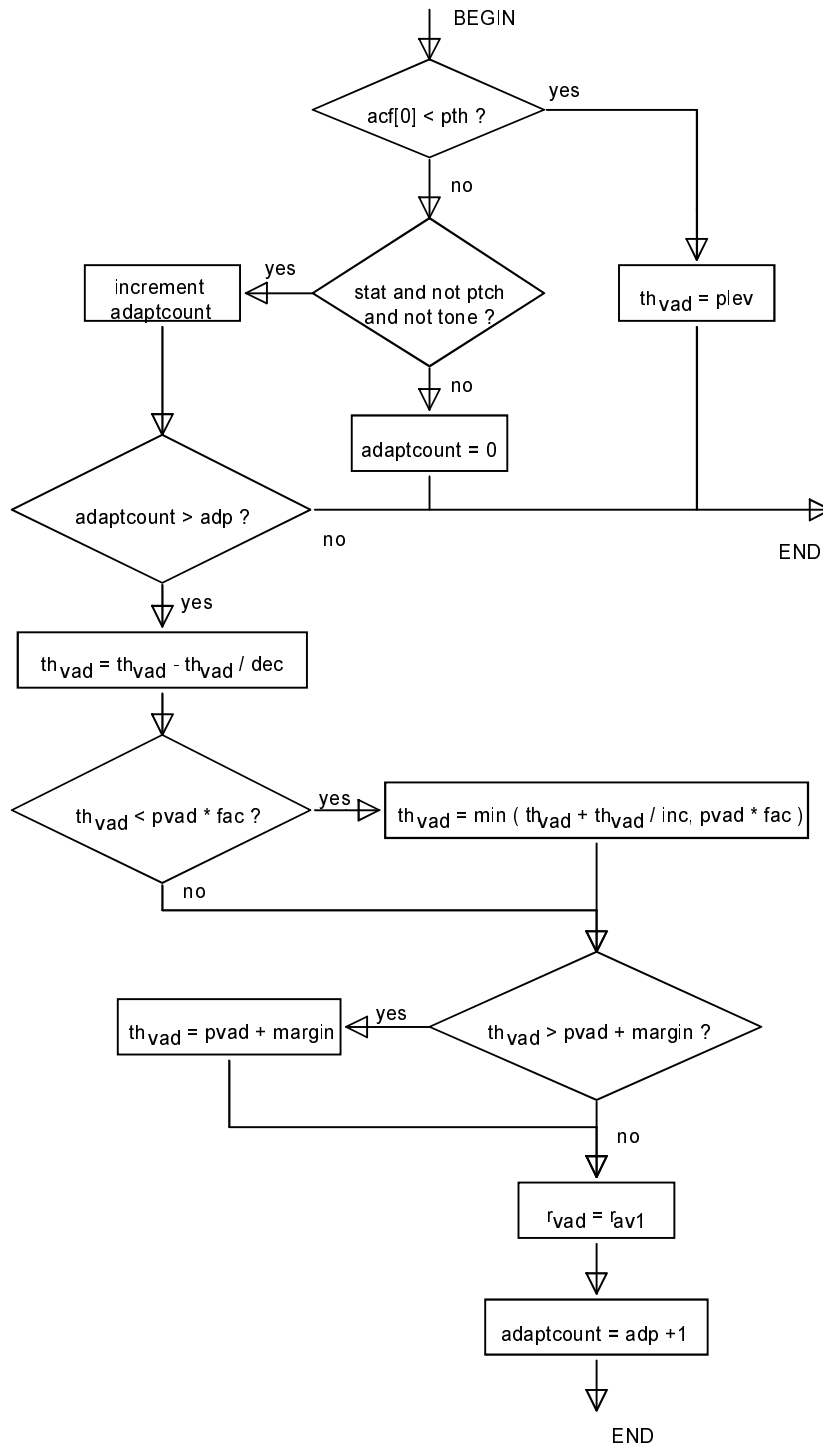 BEGIN
acf[0] < pth ?
yes
no
stat and not ptch
and not tone ?
yes
increment
adaptcount
th vad = plev
no
adaptcount = 0
adaptcount > adp ?
no
END
yes
th vad = th vad - th vad / dec
th vad < pvad * fac ?
yes
th vad = min ( th vad + th vad / inc, pvad * fac )
no
th vad > pvad + margin ?
yes
th vad = pvad + margin
no
r vad = r av1
adaptcount = adp +1
END